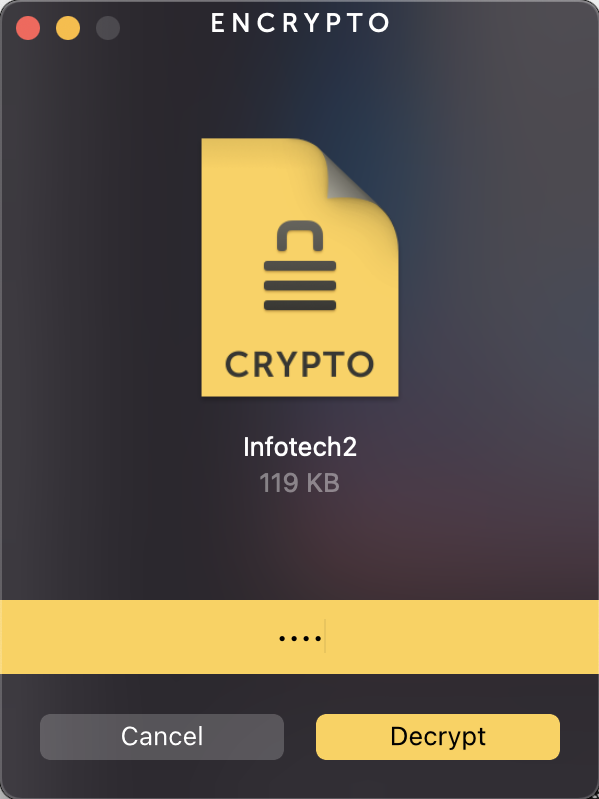 ENCRYPTO
CRYPTO
Infotech2
119 KB
••••
Cancel
Decrypt